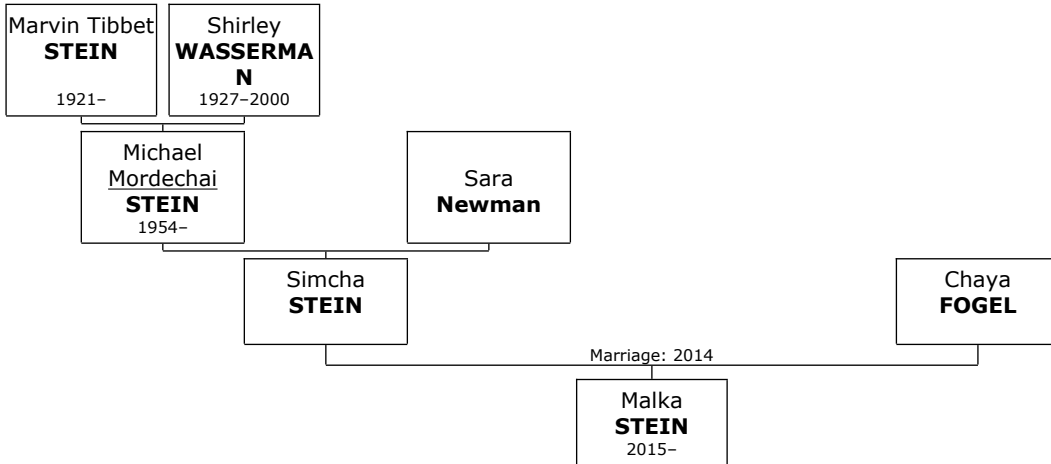 Marvin Tibbet
STEIN
1921–
Shirley
WASSERMA
N
1927–2000
Michael
Mordechai
STEIN
1954–
Sara
Newman
Simcha
STEIN
Chaya
FOGEL
Marriage: 2014
Malka
STEIN
2015–